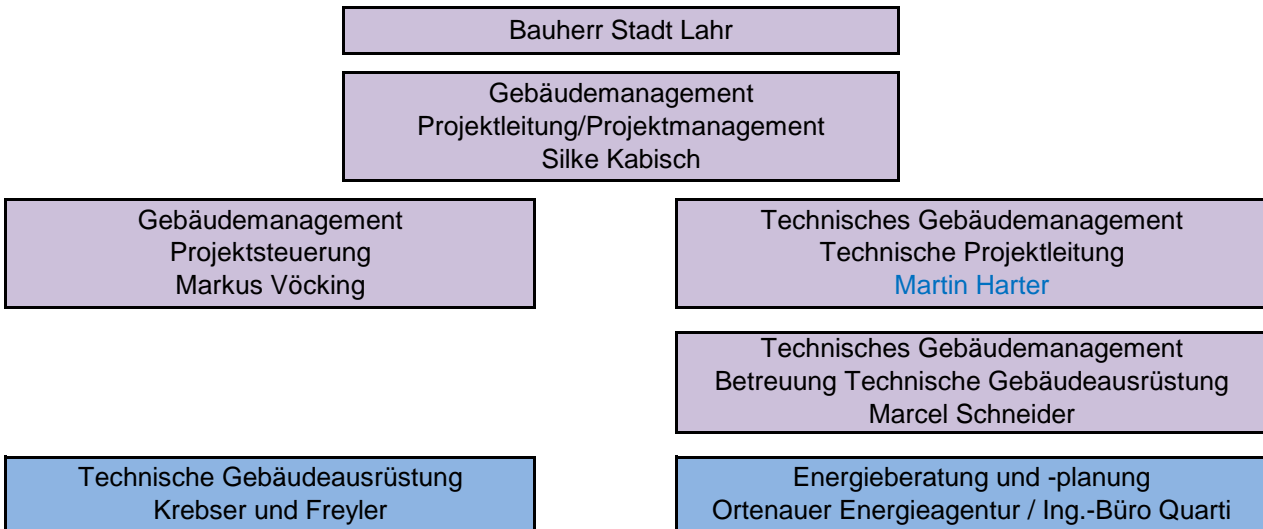 Bauherr Stadt Lahr
Gebäudemanagement
Projektleitung/Projektmanagement
Silke Kabisch
Gebäudemanagement
Projektsteuerung
Markus Vöcking
Technisches Gebäudemanagement
Technische Projektleitung
Martin Harter
Technisches Gebäudemanagement
Betreuung Technische Gebäudeausrüstung
Marcel Schneider
Technische Gebäudeausrüstung
Krebser und Freyler
Energieberatung und -planung
Ortenauer Energieagentur / Ing.-Büro Quarti